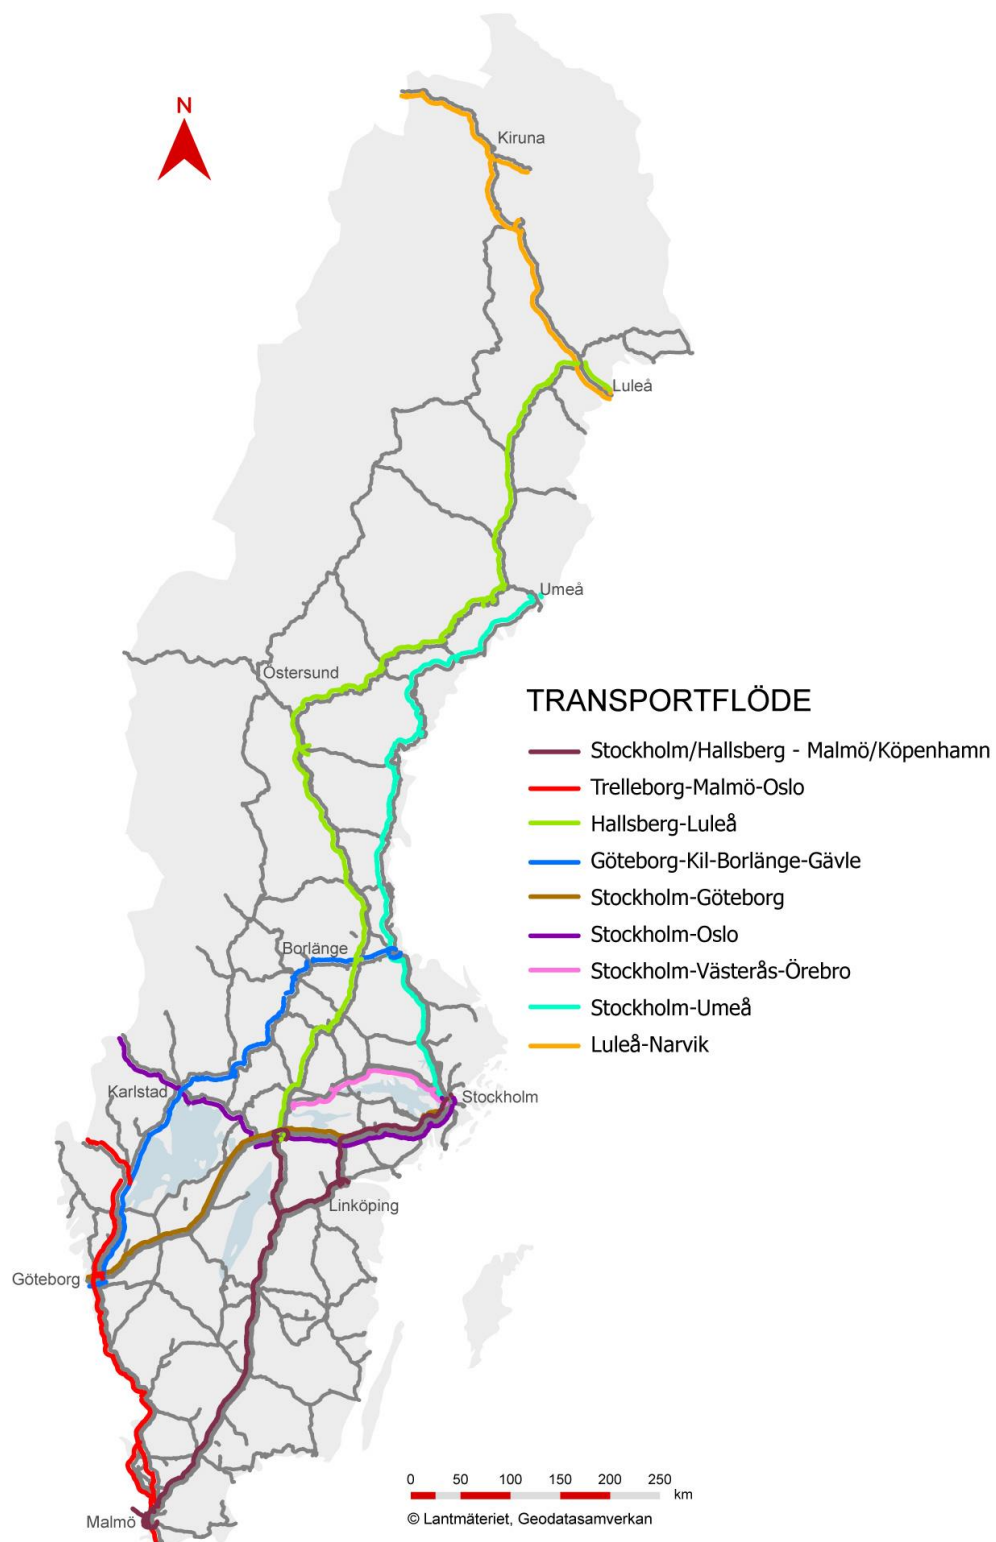 N
Kiruna
Luleå
Umeå
Östersund
TRANSPORTFLÖDE
Stockholm/Hallsberg - Malmö/Köpenhamn
Trelleborg-Malmö-Oslo
Hallsberg-Luleå
Göteborg-Kil-Borlänge-Gävle
Stockholm-Göteborg
Stockholm-Oslo
Stockholm-Västerås-Örebro
Stockholm-Umeå
Luleå-Narvik
Borlänge
Karlstad
Stockholm
Linköping
Göteborg
Malmö
0 50 100 150 200 250
km
© Lantmäteriet, Geodatasamverkan